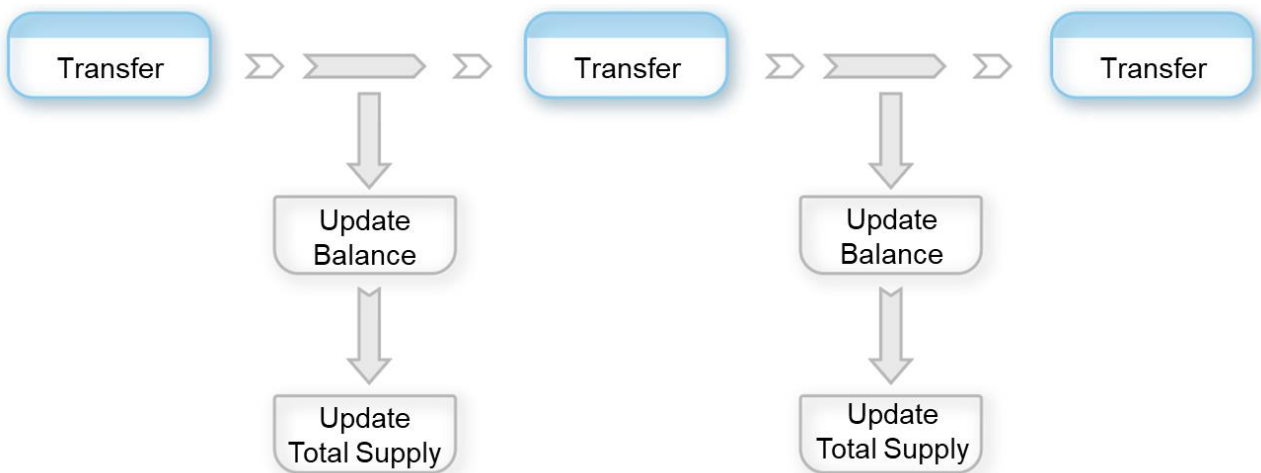 Transfer
Transfer
Transfer
Update
Balance
Update
Balance
Update
Total Supply
Update
Total Supply